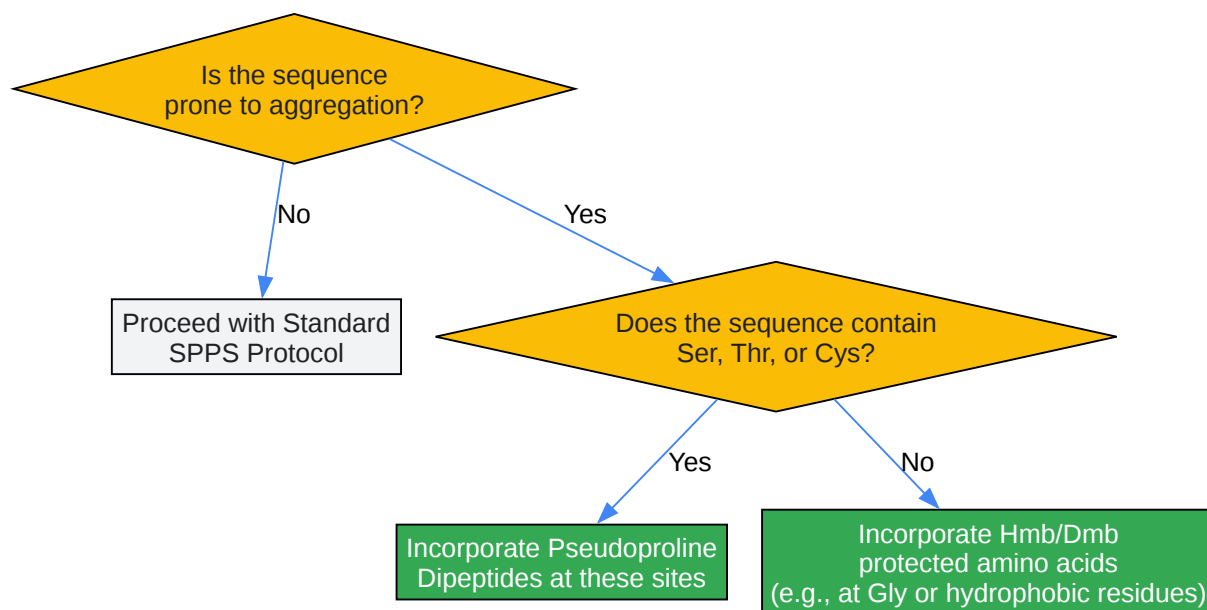 Is the sequence
prone to aggregation?
No
Yes
Proceed with Standard
SPPS Protocol
Does the sequence contain
Ser, Thr, or Cys?
Yes
No
Incorporate Pseudoproline
Dipeptides at these sites
Incorporate Hmb/Dmb
protected amino acids
(e.g., at Gly or hydrophobic residues)